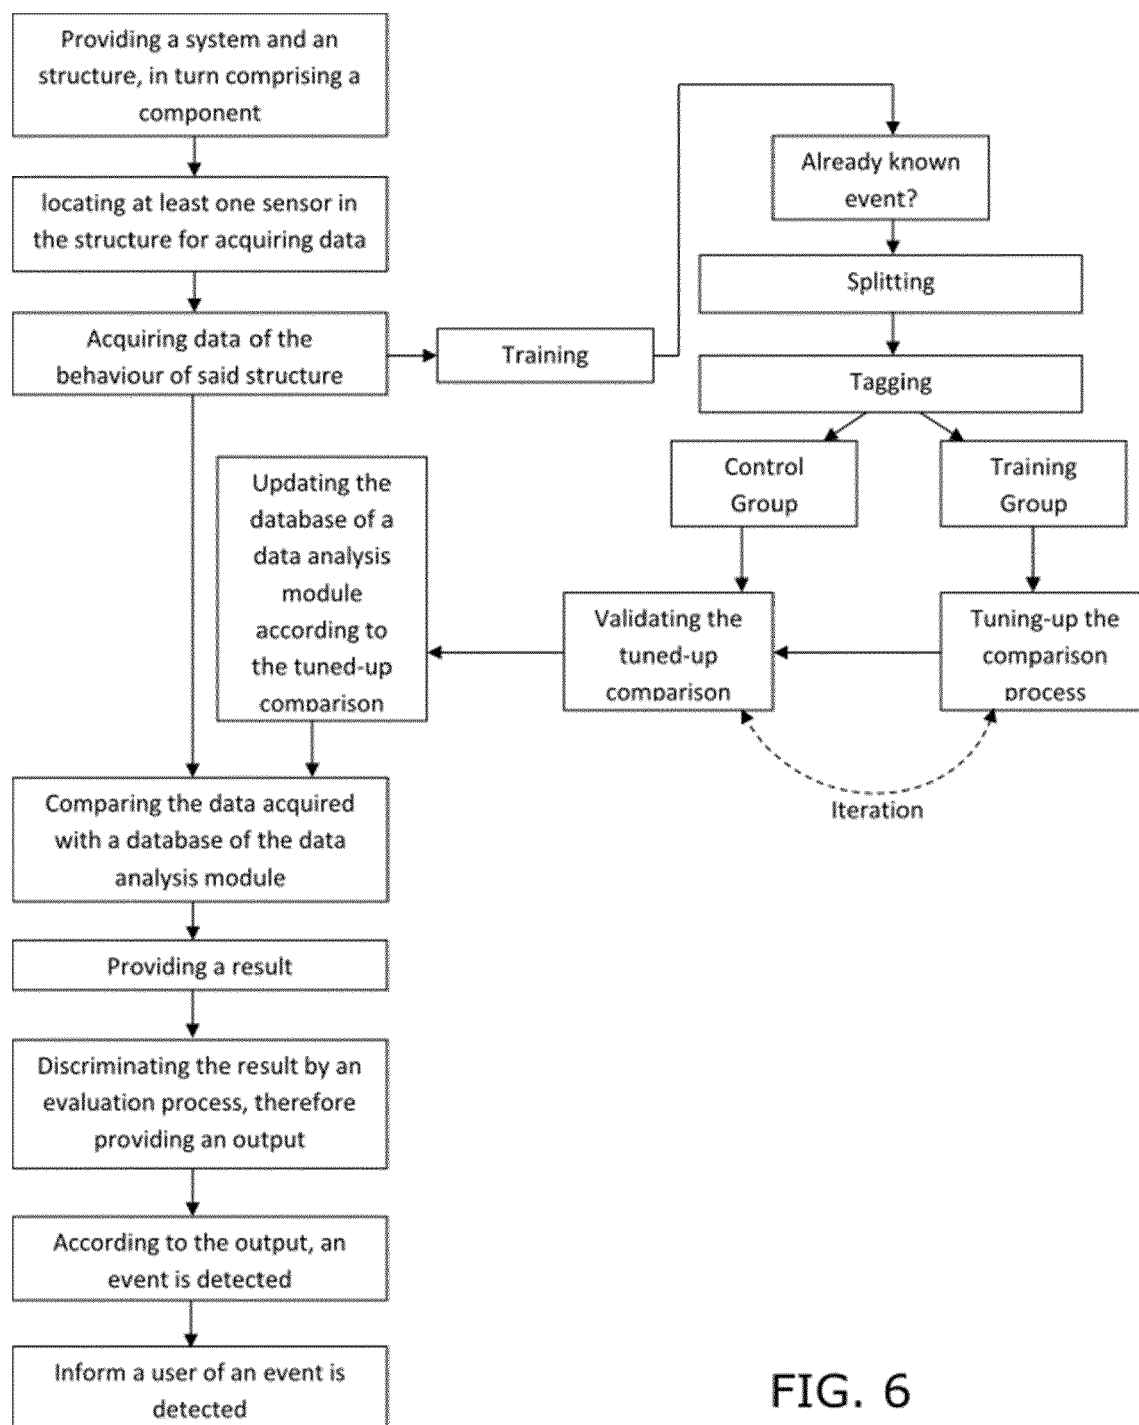 Providing a system and an
structure, in turn comprising a
component
locating at least one sensor in
the structure for acquiring data
Acquiring data of the
behaviour of said structure
Training
Already known
event?
Splitting
Tagging
Control
Group
Training
Group
Tuning-up the
comparison
process
Validating the
tuned-up
comparison
Iteration
Updating the
database of a
data analysis
module
according to
the tuned-up
comparison
Comparing the data acquired
with a database of the data
analysis module
Providing a result
Discriminating the result by an
evaluation process, therefore
providing an output
According to the output, an
event is detected
Inform a user of an event is
detected
FIG. 6